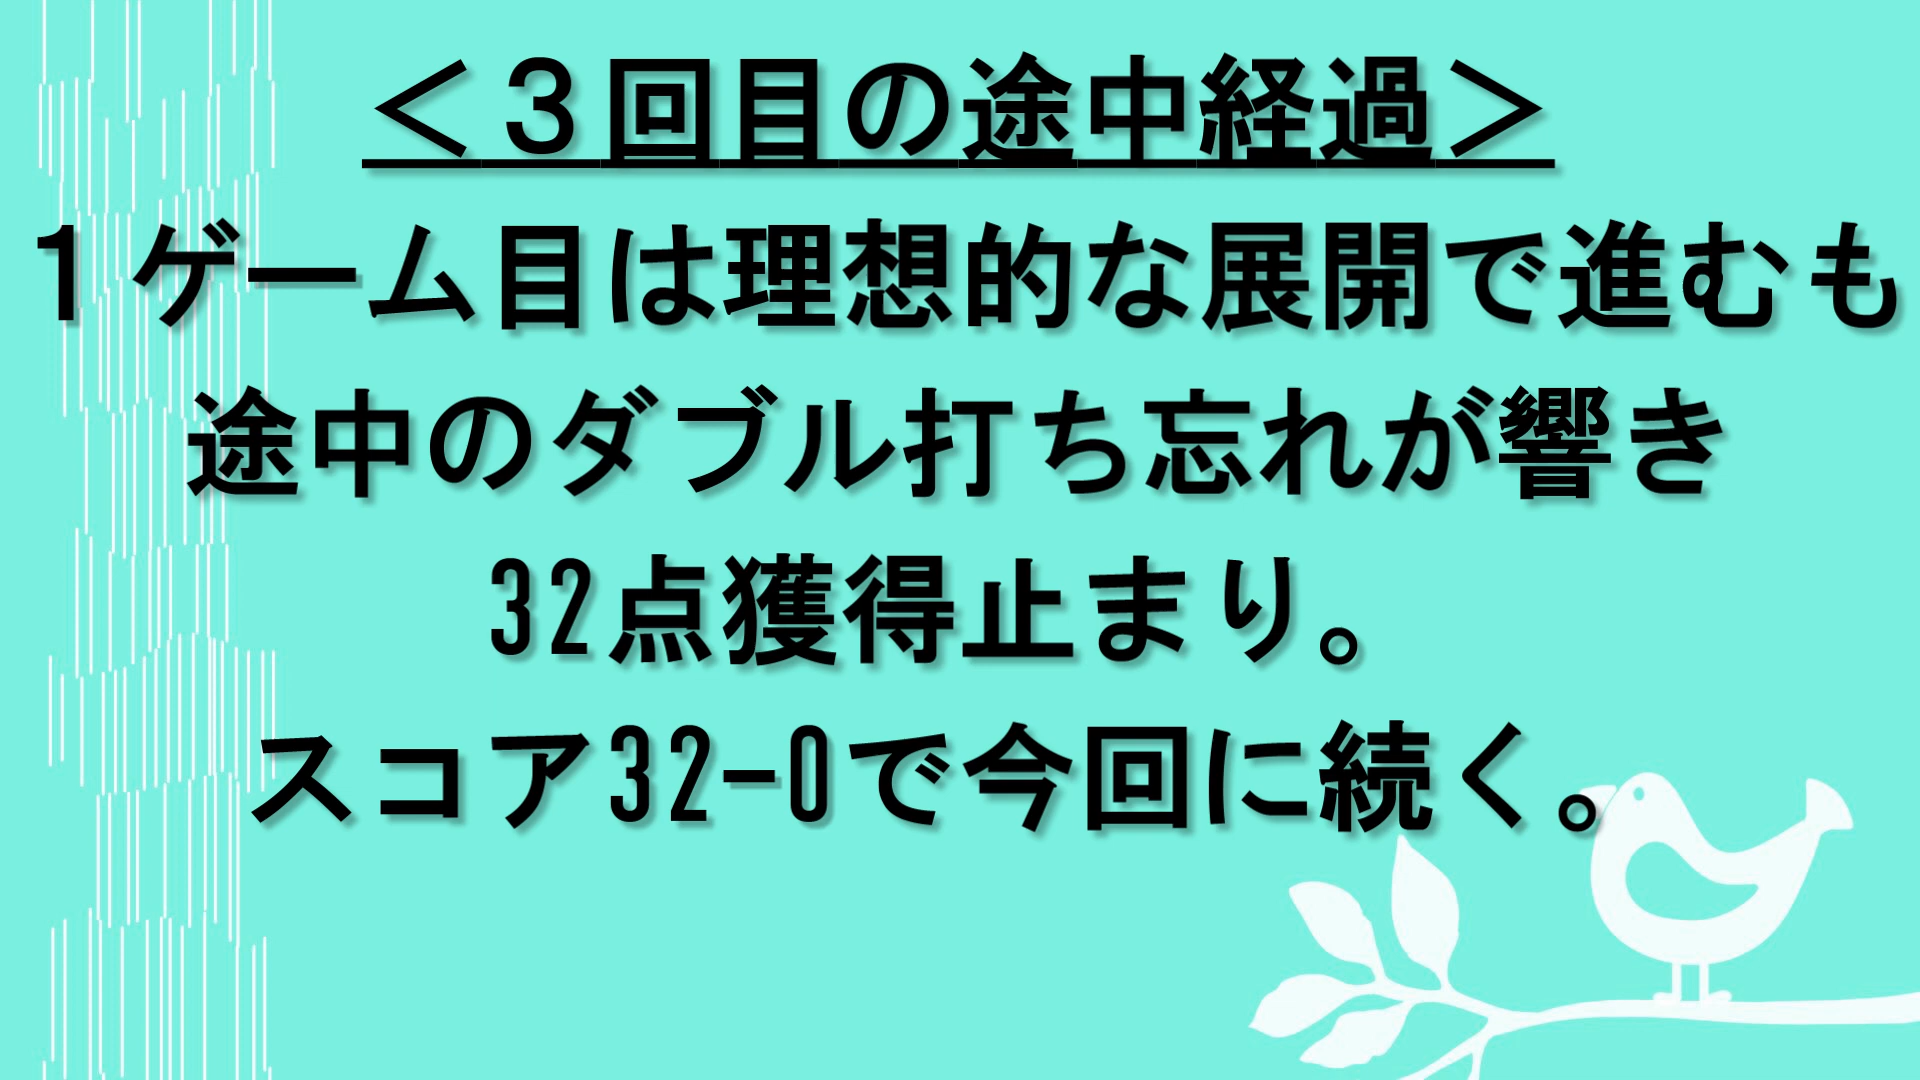 ＜３回目の途中経過＞
１ゲーム目は理想的な展開で進むも
途中のダブル打ち忘れが響き
32点獲得止まり。
スコア32-0で今回に続く。